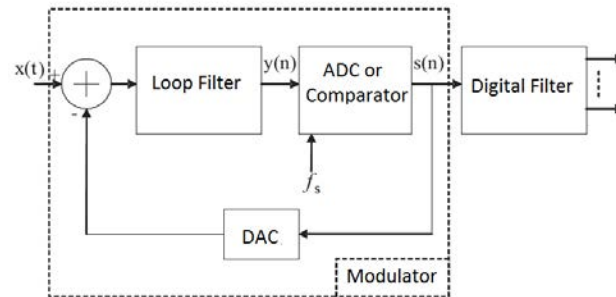 x(t)
+
-
Loop Filter
y(n)
ADC or
Comparator
s(n)
Digital Filter
fs
DAC
Modulator